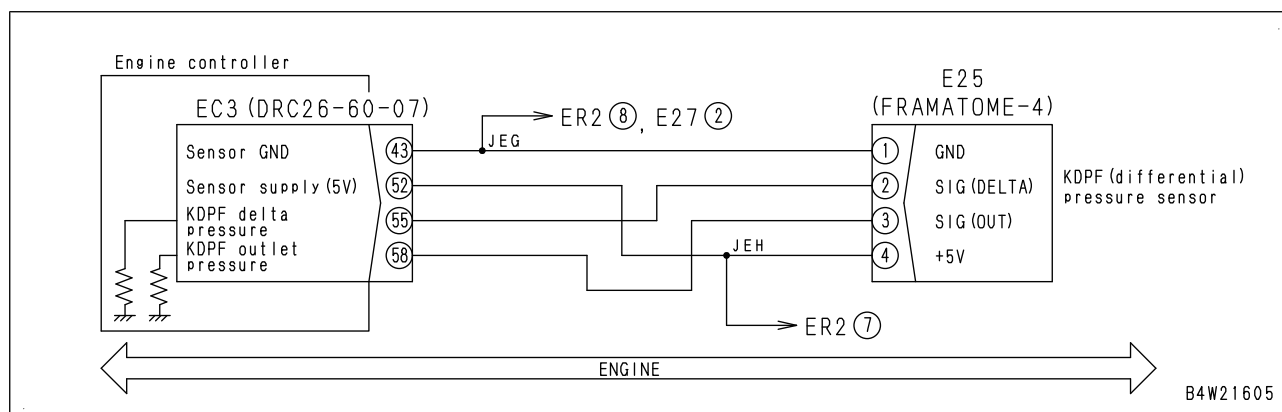 Engine controller
EC3 (DRC26-60-07)
Sensor GND
43
Sensor supply (5V)
52
KDPF delta
pressure
55
KDPF outlet
pressure
58
JEG
ER2 8, E27 2
JEH
ER2 7
E25
(FRAMATOME-4)
1
GND
2
SIG (DELTA)
3
SIG (OUT)
4
+5V
KDPF (differential)
pressure sensor
ENGINE
B4W21605